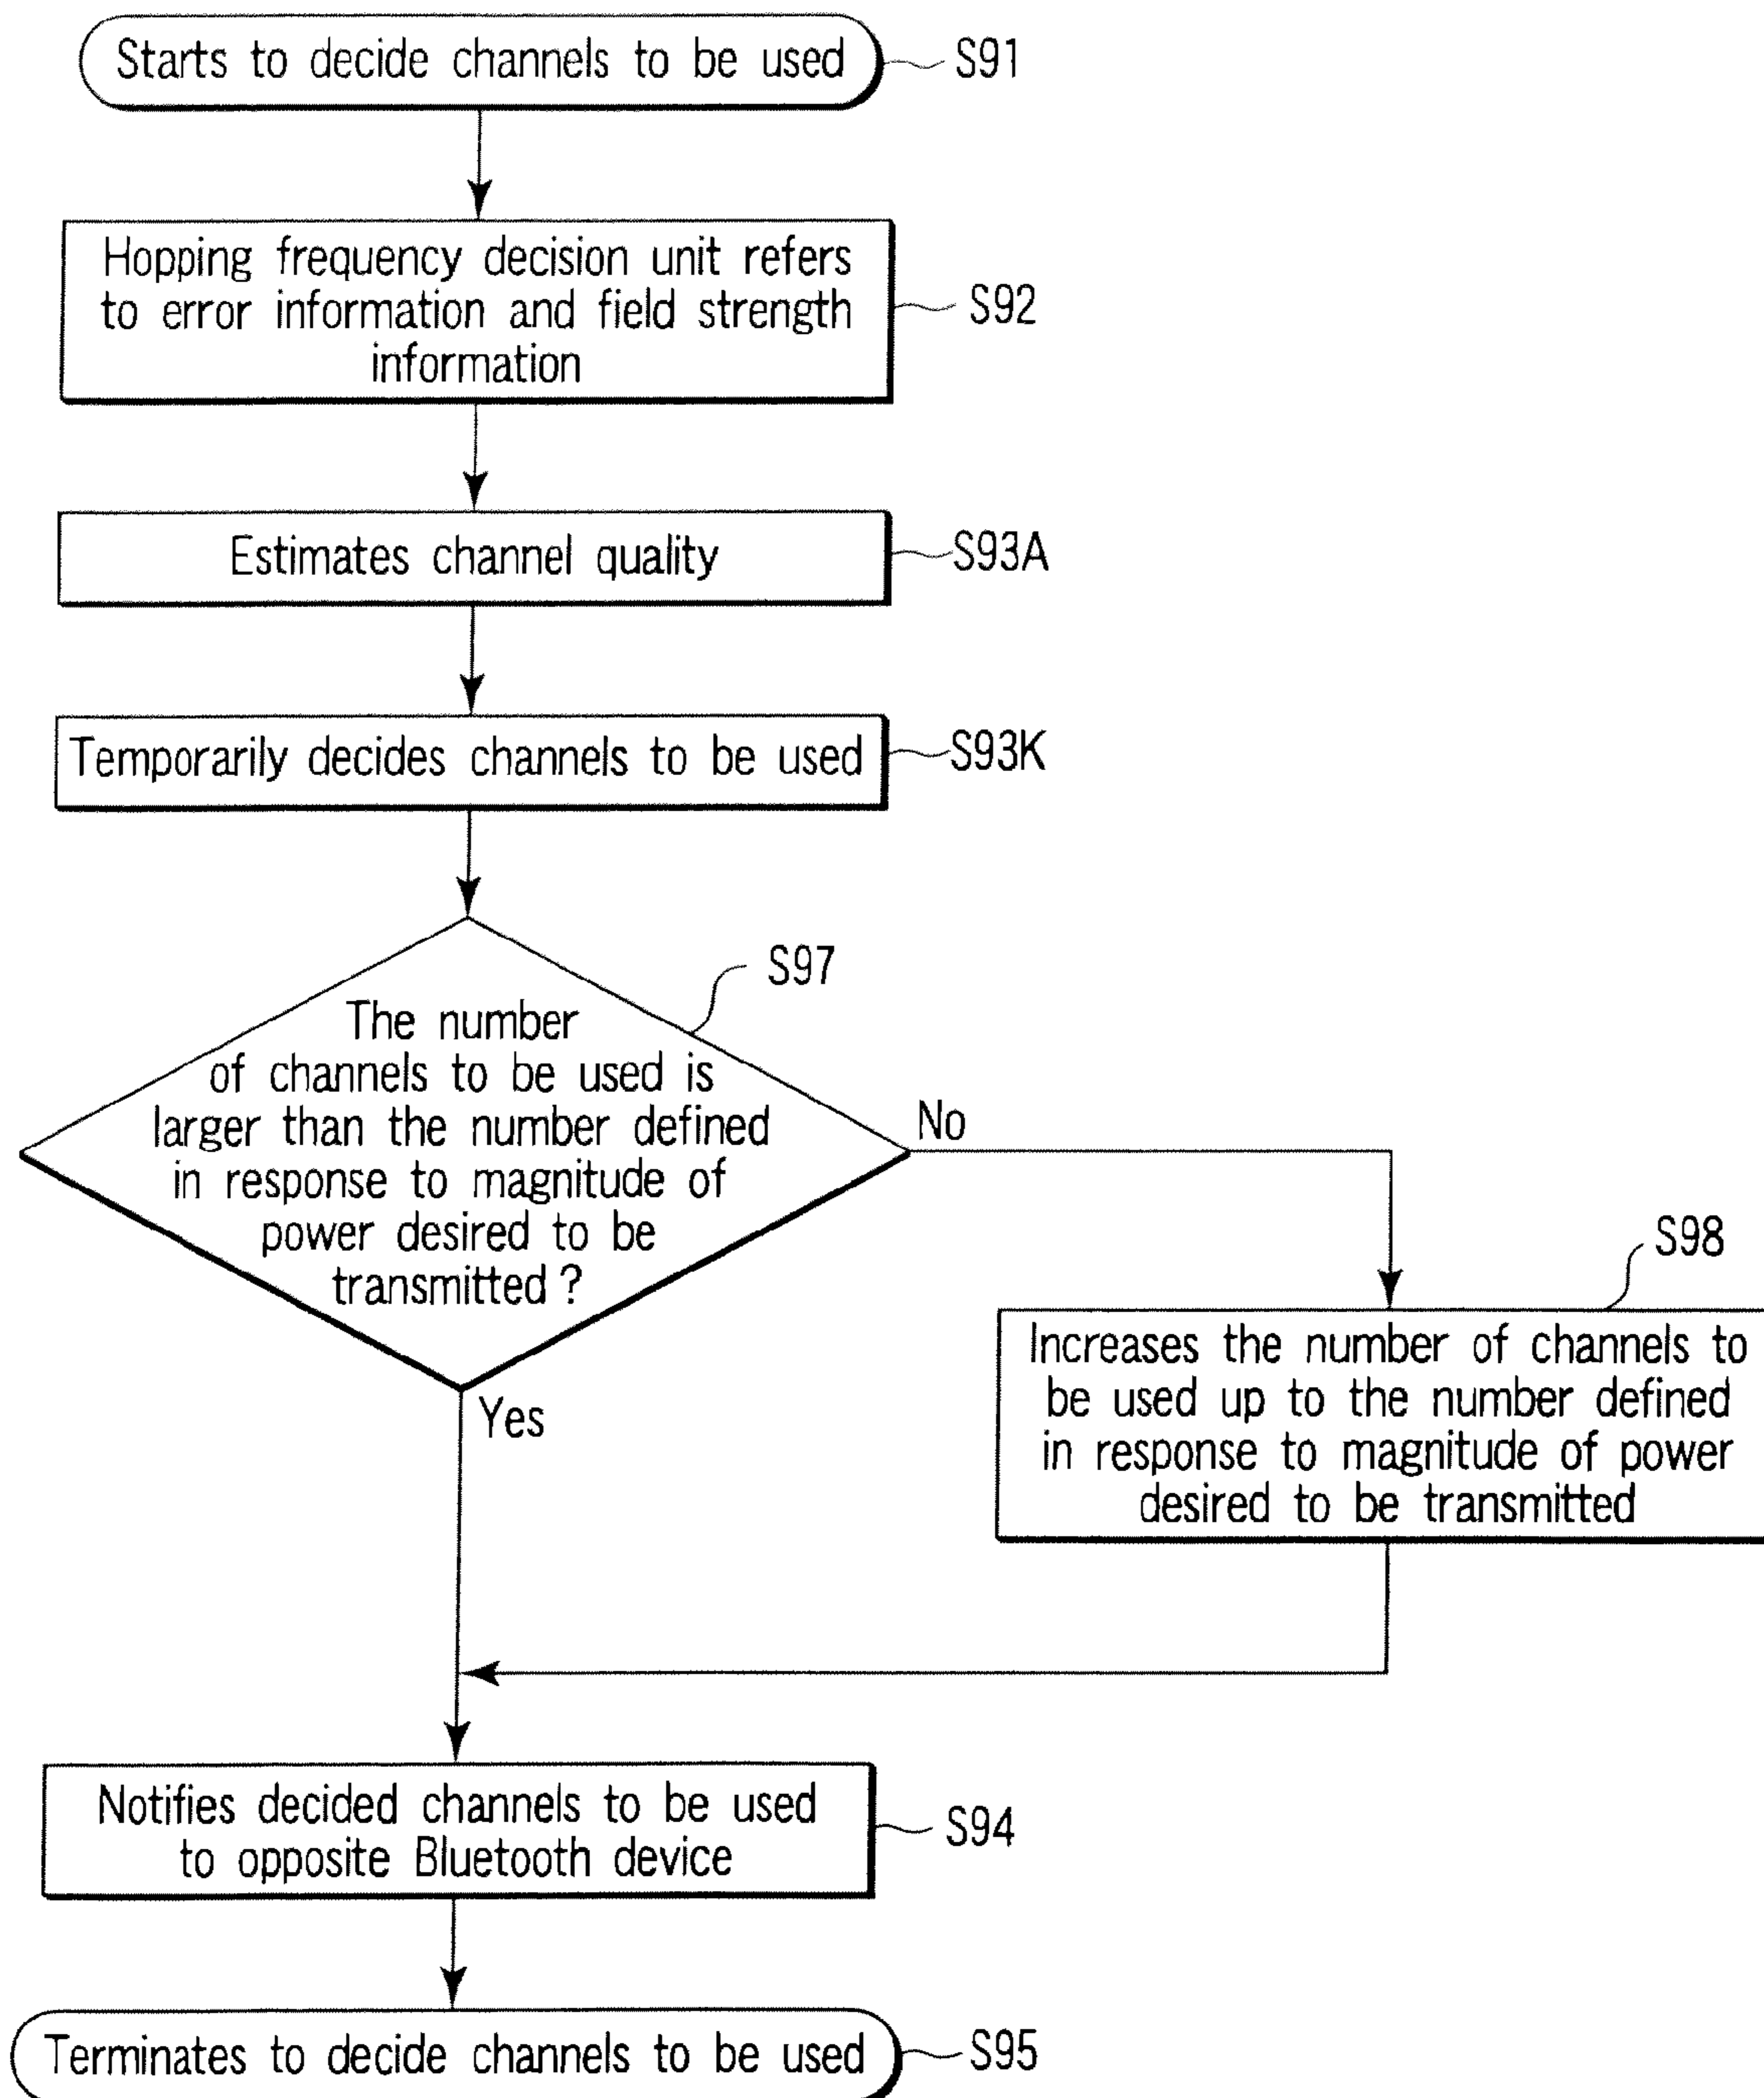 Starts to decide channels to be used
S91
Hopping frequency decision unit refers
to error information and field strength
information
S92
Estimates channel quality
S93A
Temporarily decides channels to be used
S93K
S97
The number
of channels to be used is
larger than the number defined
in response to magnitude of
power desired to be
transmitted?
No
Yes
S98
Increases the number of channels to
be used up to the number defined
in response to magnitude of power
desired to be transmitted
Notifies decided channels to be used
to opposite Bluetooth device
S94
Terminates to decide channels to be used
S95